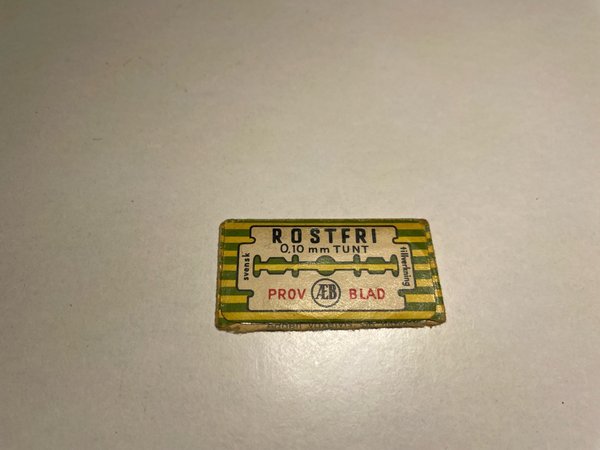 ROSTFRI
0,10 mm TUNT
svensk
tillverkning
PROV ÆB BLAD